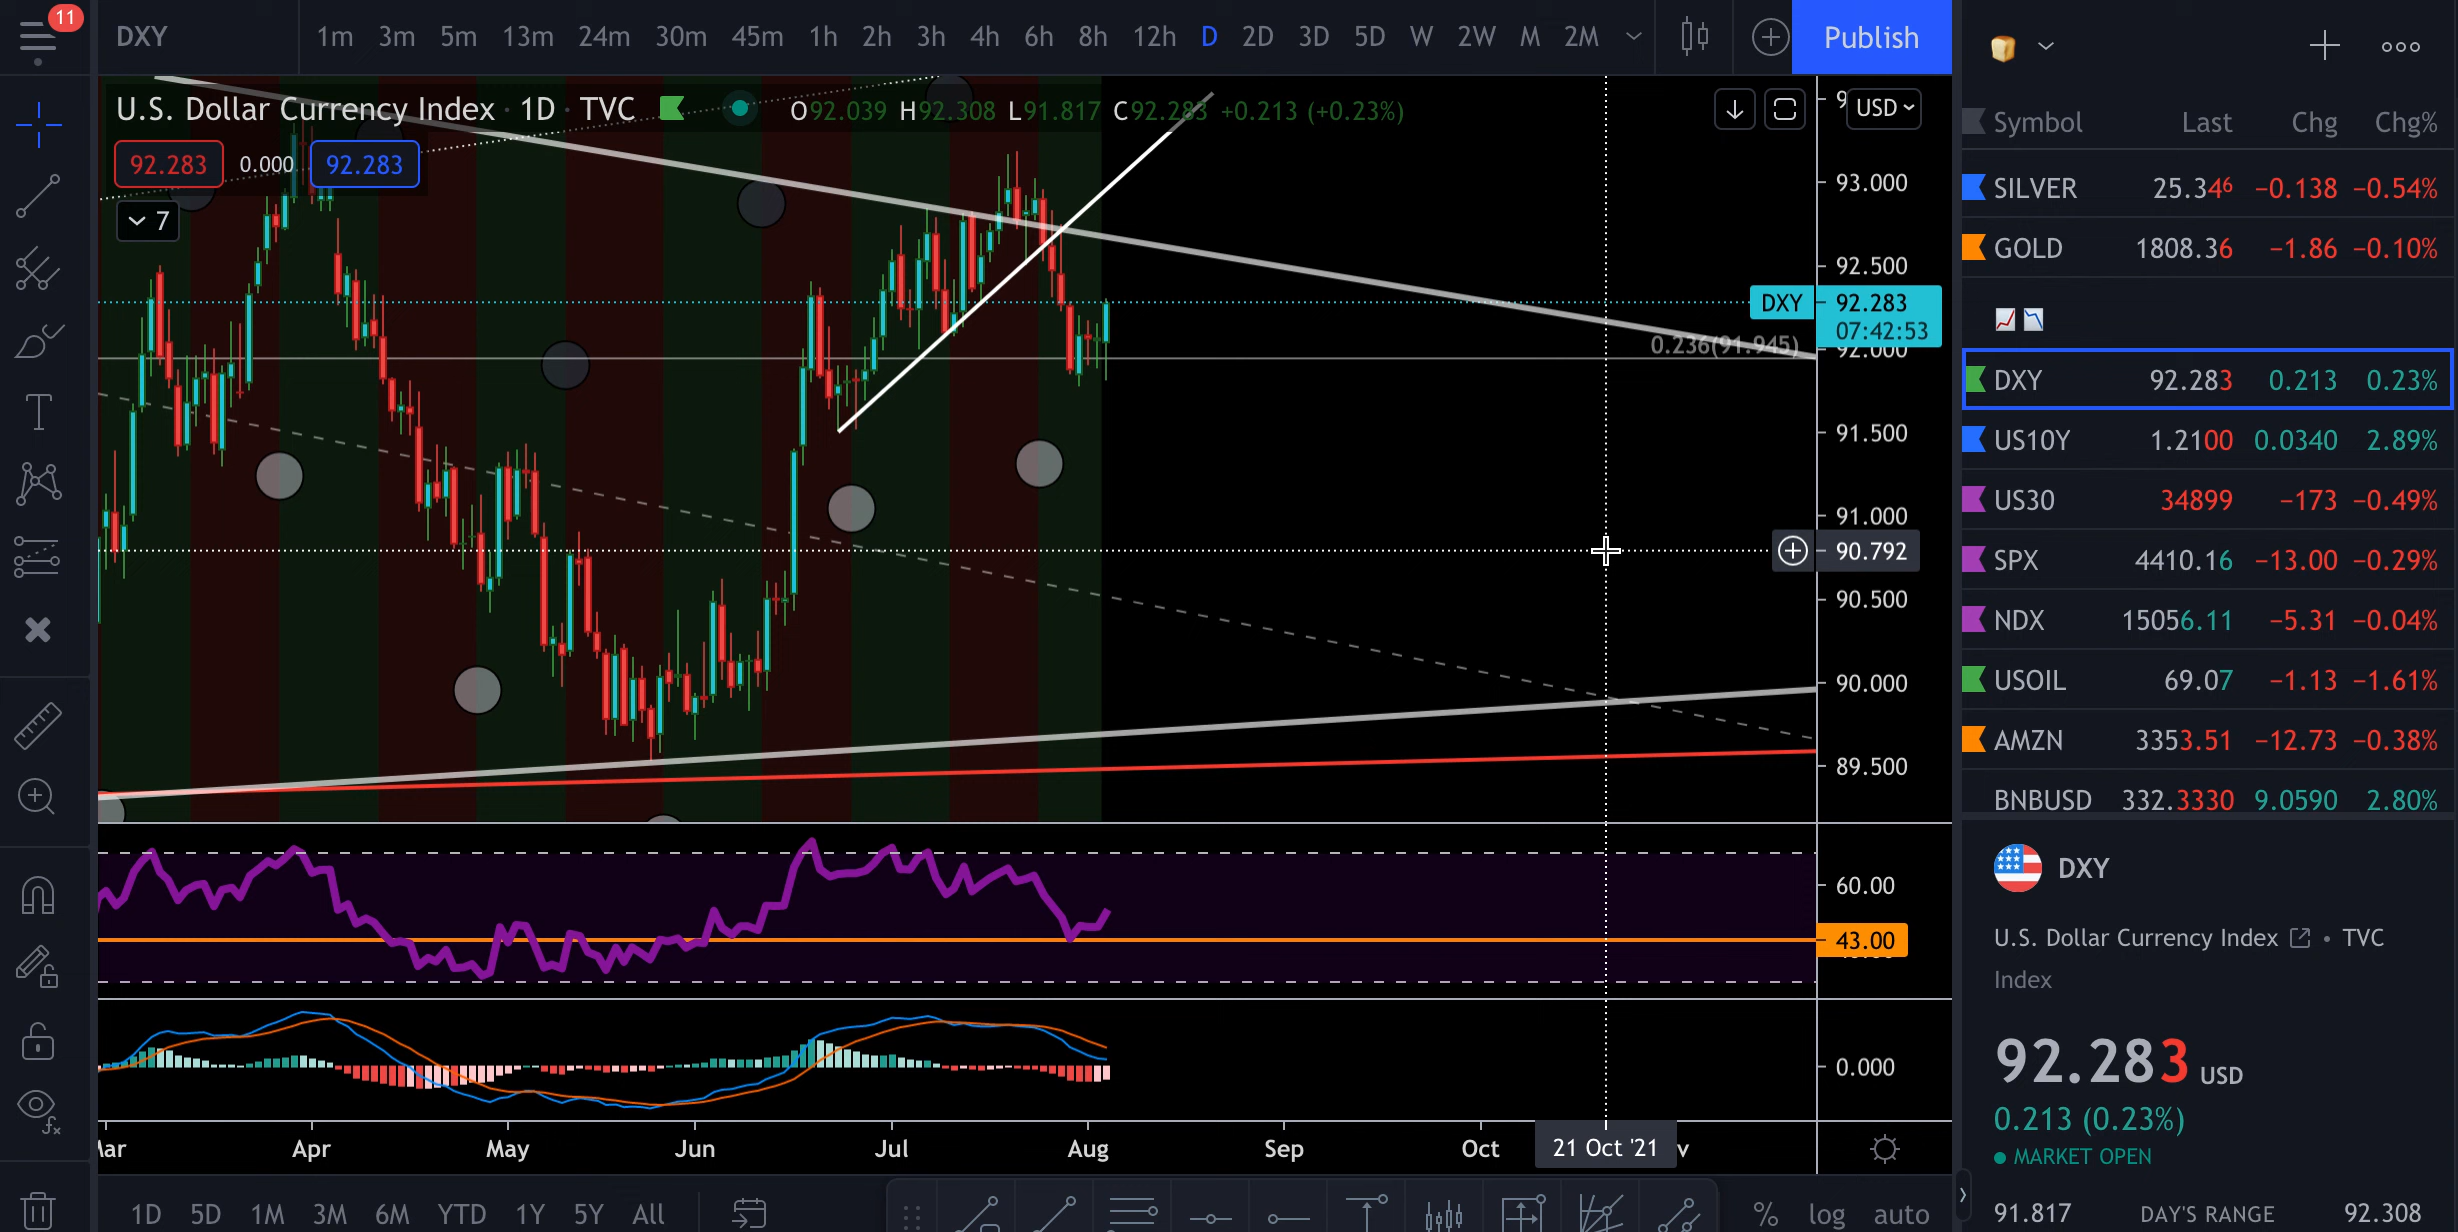 11
DXY
1m 3m 5m 13m 24m 30m 45m 1h 2h 3h 4h 6h 8h 12h D 2D 3D 5D W 2W M 2M
Publish
U.S. Dollar Currency Index · 1D · TVC
O92.039 H92.308 L91.817 C92.283 +0.213 (+0.23%)
USD
92.283 0.000 92.283
7
93.000
92.500
DXY 92.283
07:42:53
0.236(91.945)
92.000
91.500
91.000
90.792
90.500
90.000
89.500
60.00
43.00
0.000
Apr May Jun Jul Aug Sep Oct 21 Oct '21
1D 5D 1M 3M 6M YTD 1Y 5Y All
% log auto
Symbol Last Chg Chg%
SILVER 25.346 −0.138 −0.54%
GOLD 1808.36 −1.86 −0.10%
DXY 92.283 0.213 0.23%
US10Y 1.2100 0.0340 2.89%
US30 34899 −173 −0.49%
SPX 4410.16 −13.00 −0.29%
NDX 15056.11 −5.31 −0.04%
USOIL 69.07 −1.13 −1.61%
AMZN 3353.51 −12.73 −0.38%
BNBUSD 332.3330 9.0590 2.80%
DXY
U.S. Dollar Currency Index • TVC
Index
92.283 USD
0.213 (0.23%)
MARKET OPEN
91.817 DAY'S RANGE 92.308